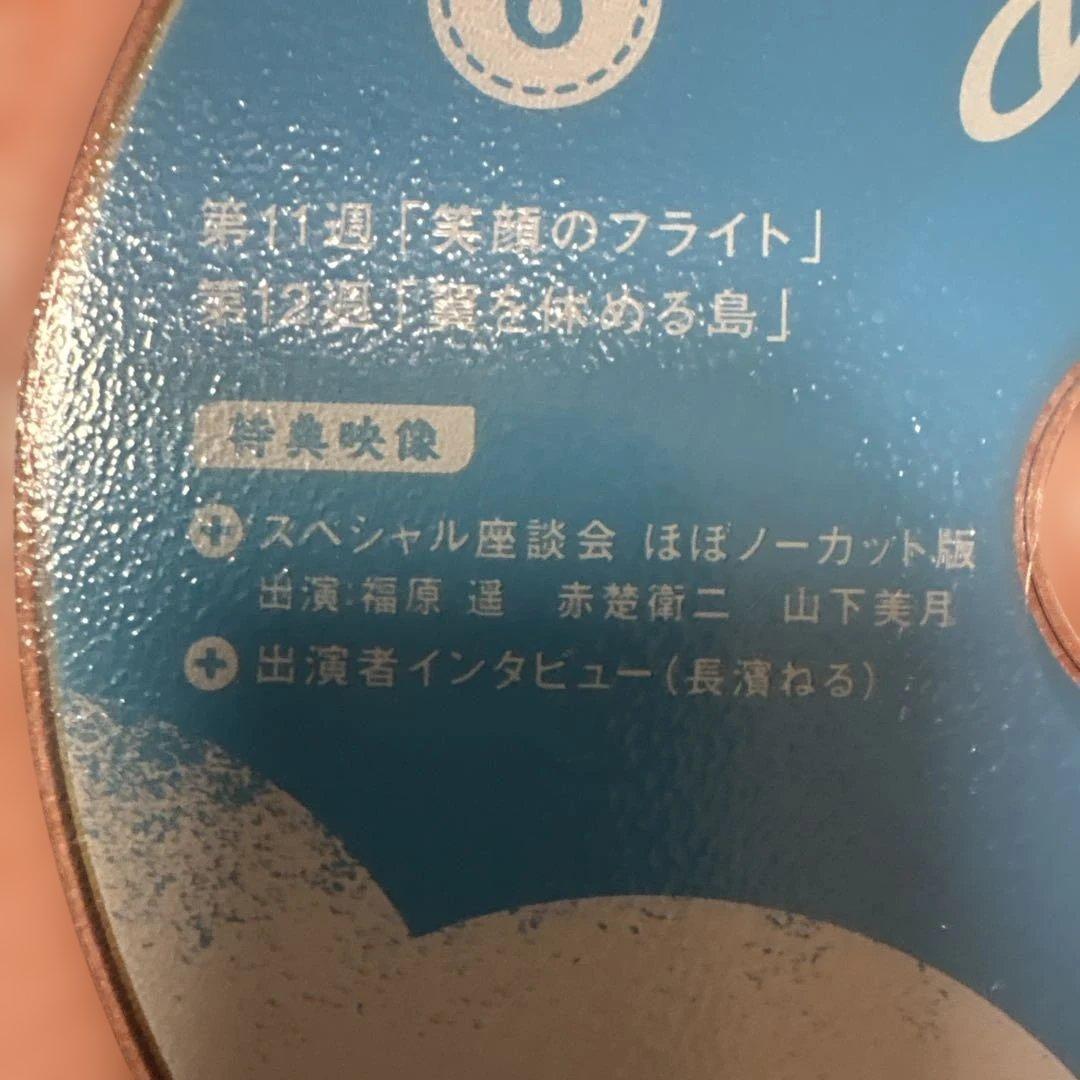 6
第11週「笑顔のフライト」
第12週「翼を休める島」
特典映像
+スペシャル座談会 ほぼノーカット版
出演:福原 遥 赤楚衛二 山下美月
+出演者インタビュー(長濱ねる)